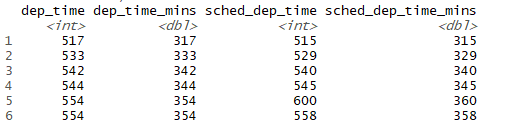 dep_time dep_time_mins sched_dep_time sched_dep_time_mins
<int> <dbl> <int> <dbl>
1 517 317 515 315
2 533 333 529 329
3 542 342 540 340
4 544 344 545 345
5 554 354 600 360
6 554 354 558 358